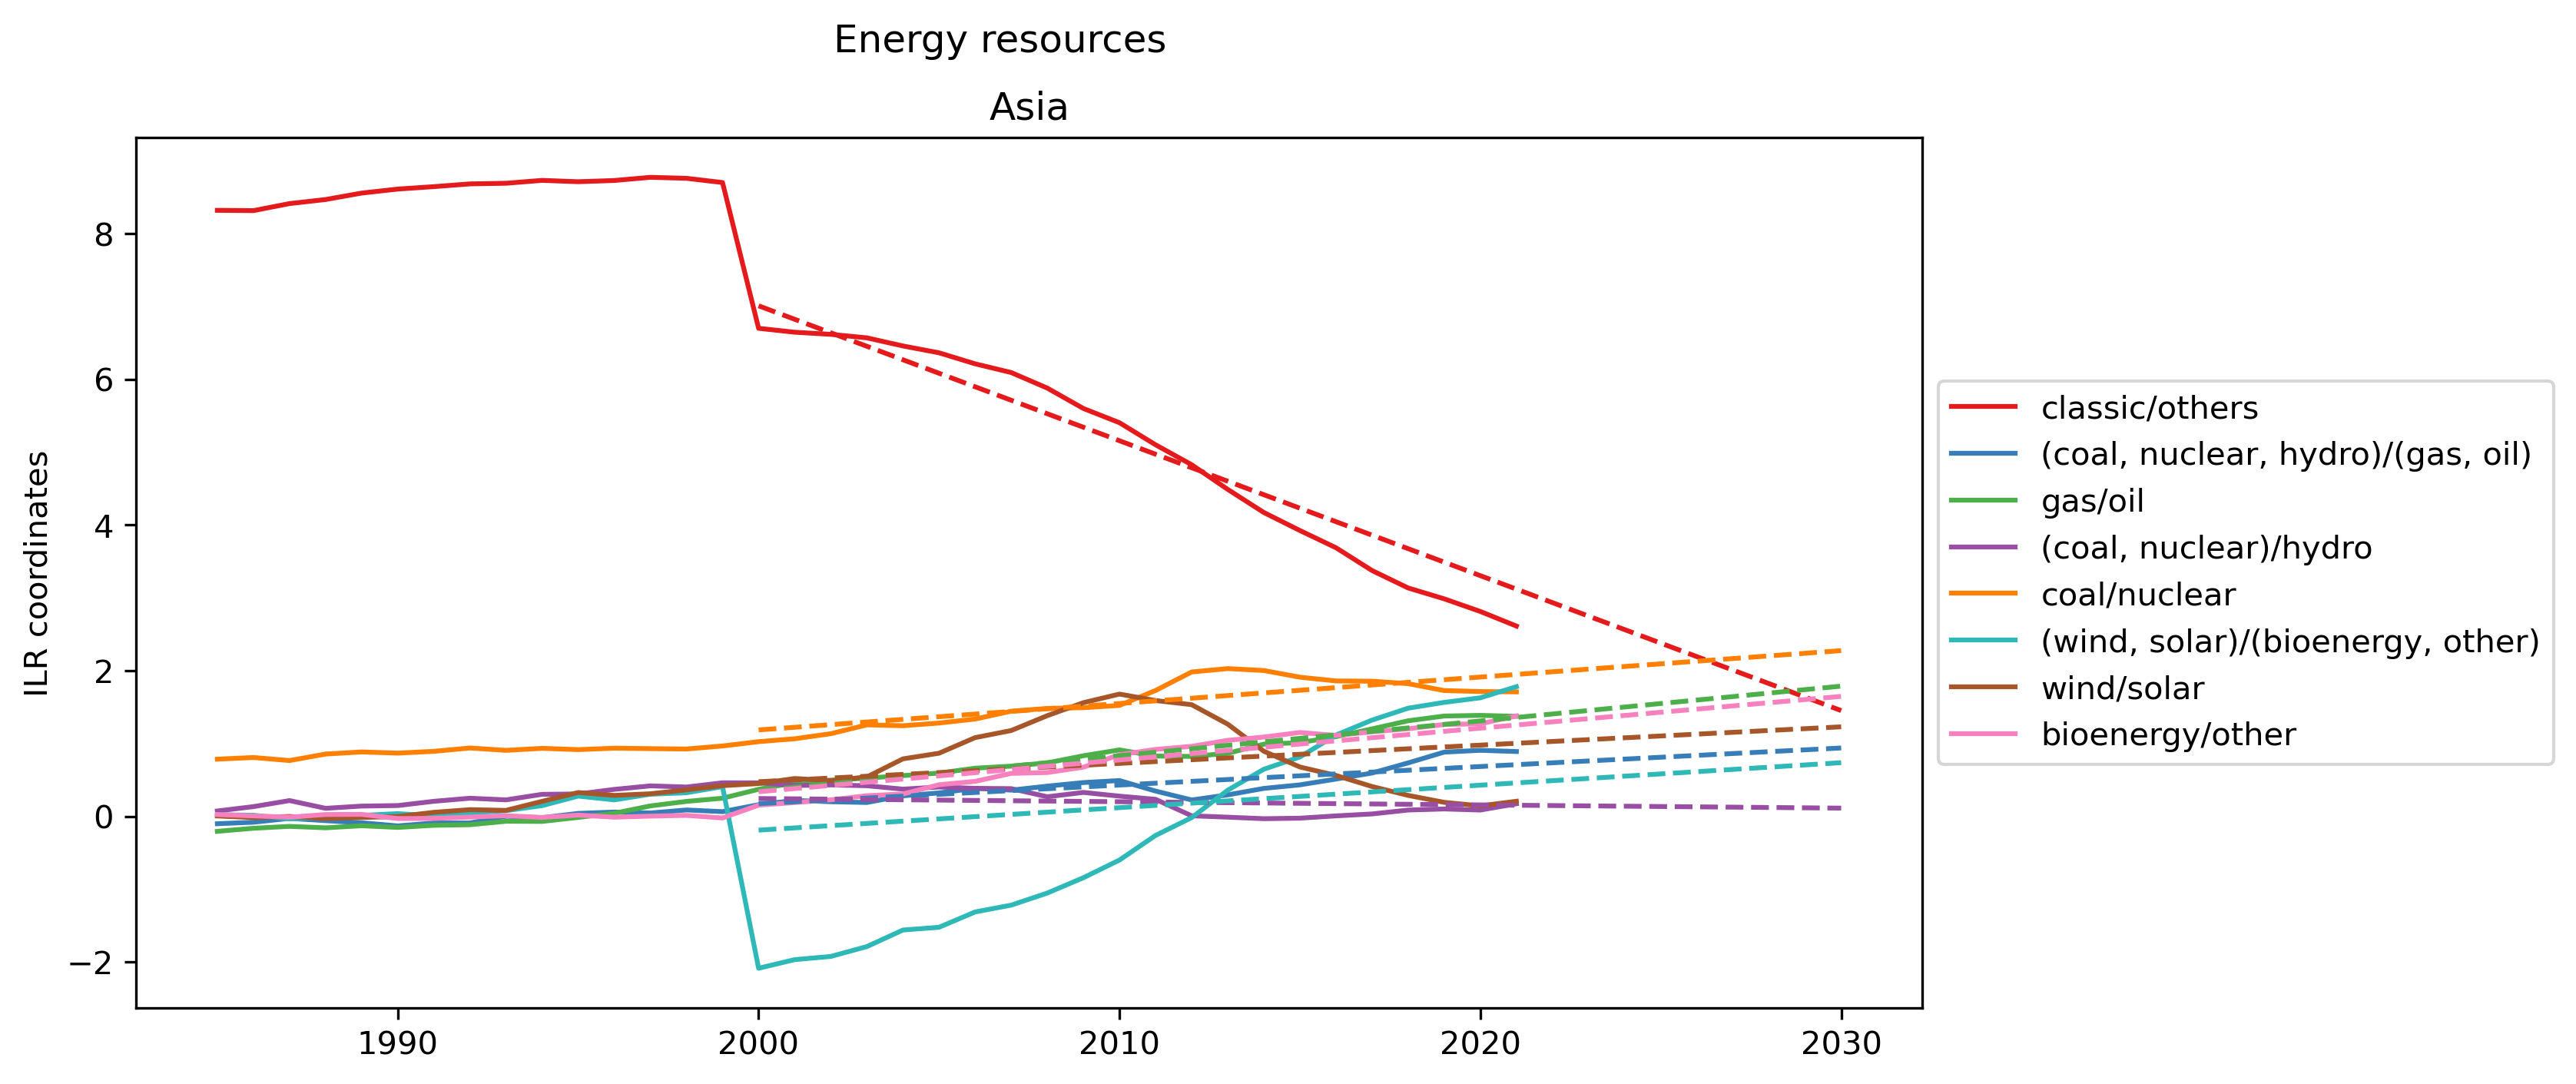 Energy resources
Asia
ILR coordinates
8
6
4
2
0
−2
1990
2000
2010
2020
2030
classic/others
(coal, nuclear, hydro)/(gas, oil)
gas/oil
(coal, nuclear)/hydro
coal/nuclear
(wind, solar)/(bioenergy, other)
wind/solar
bioenergy/other